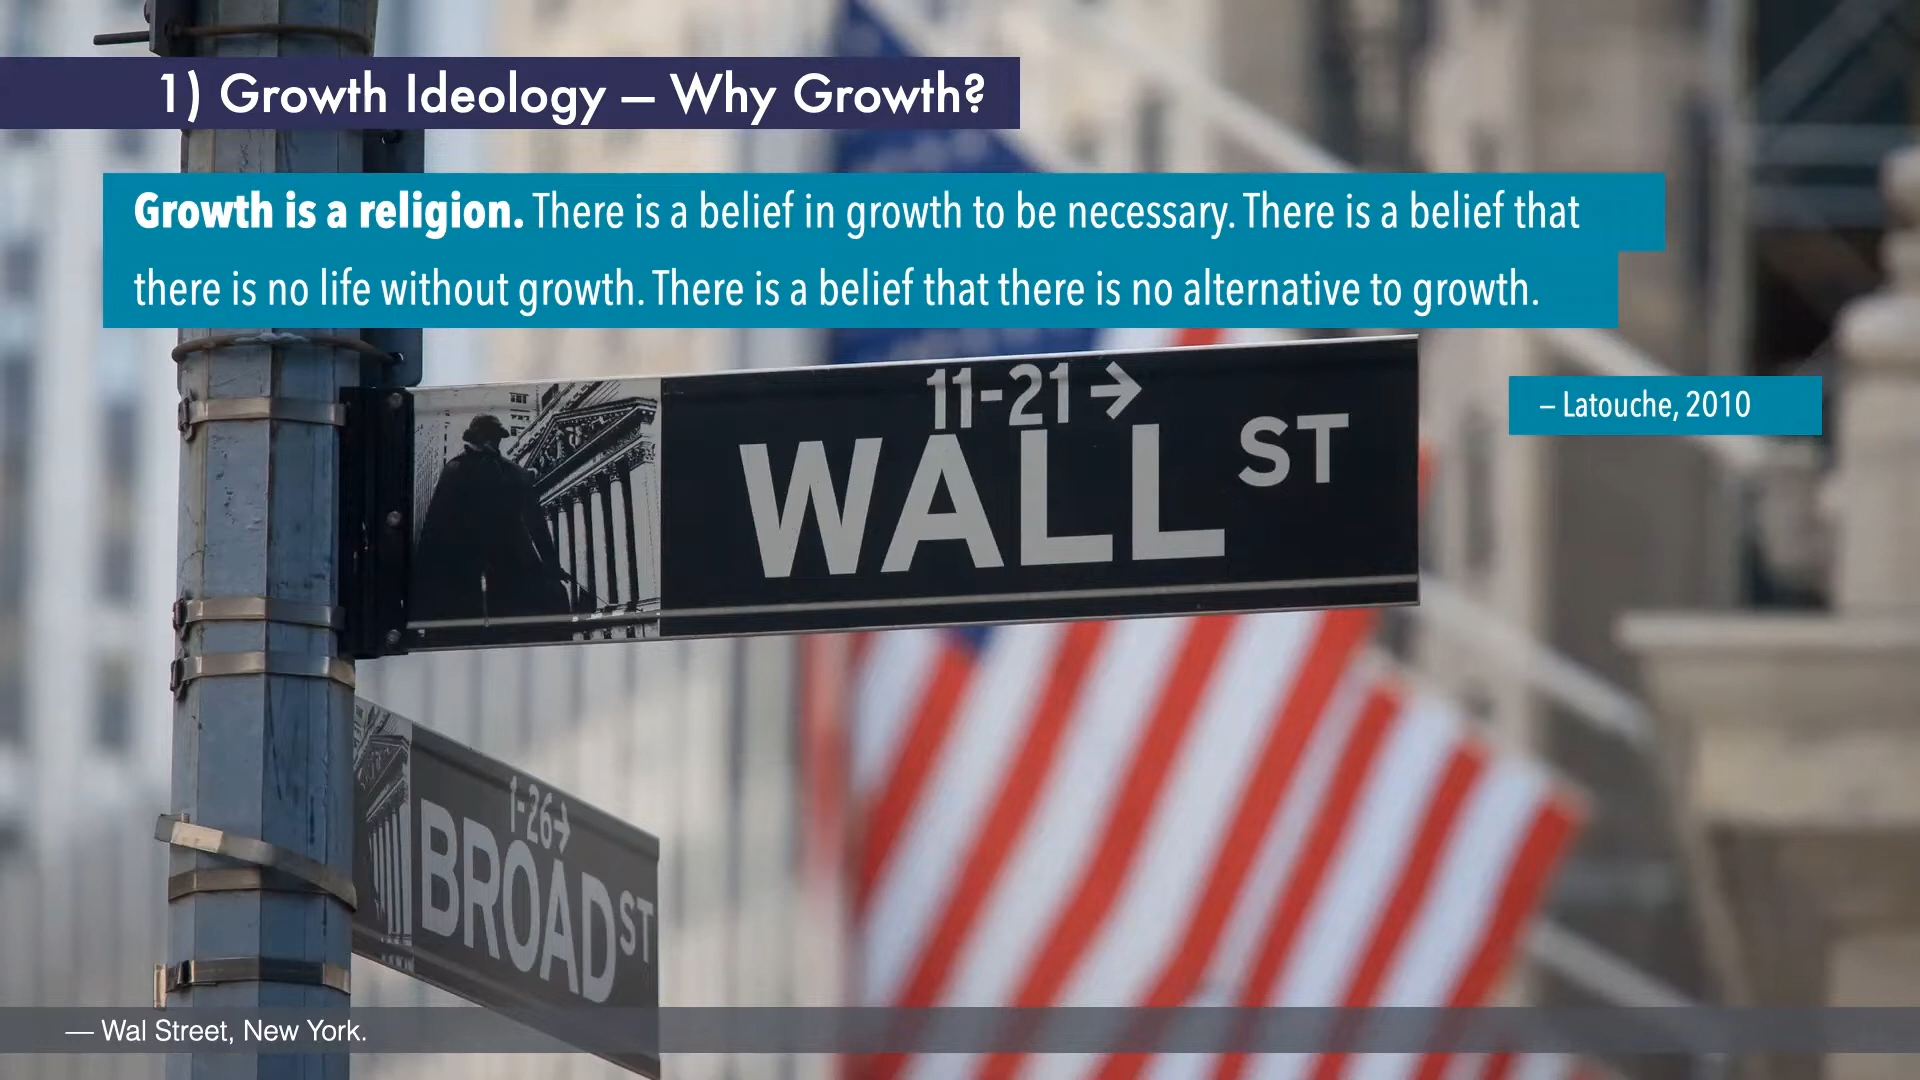 1) Growth Ideology – Why Growth?
Growth is a religion. There is a belief in growth to be necessary. There is a belief that
there is no life without growth. There is a belief that there is no alternative to growth.
– Latouche, 2010
11-21→
WALL ST
1-26→
BROAD ST
— Wal Street, New York.